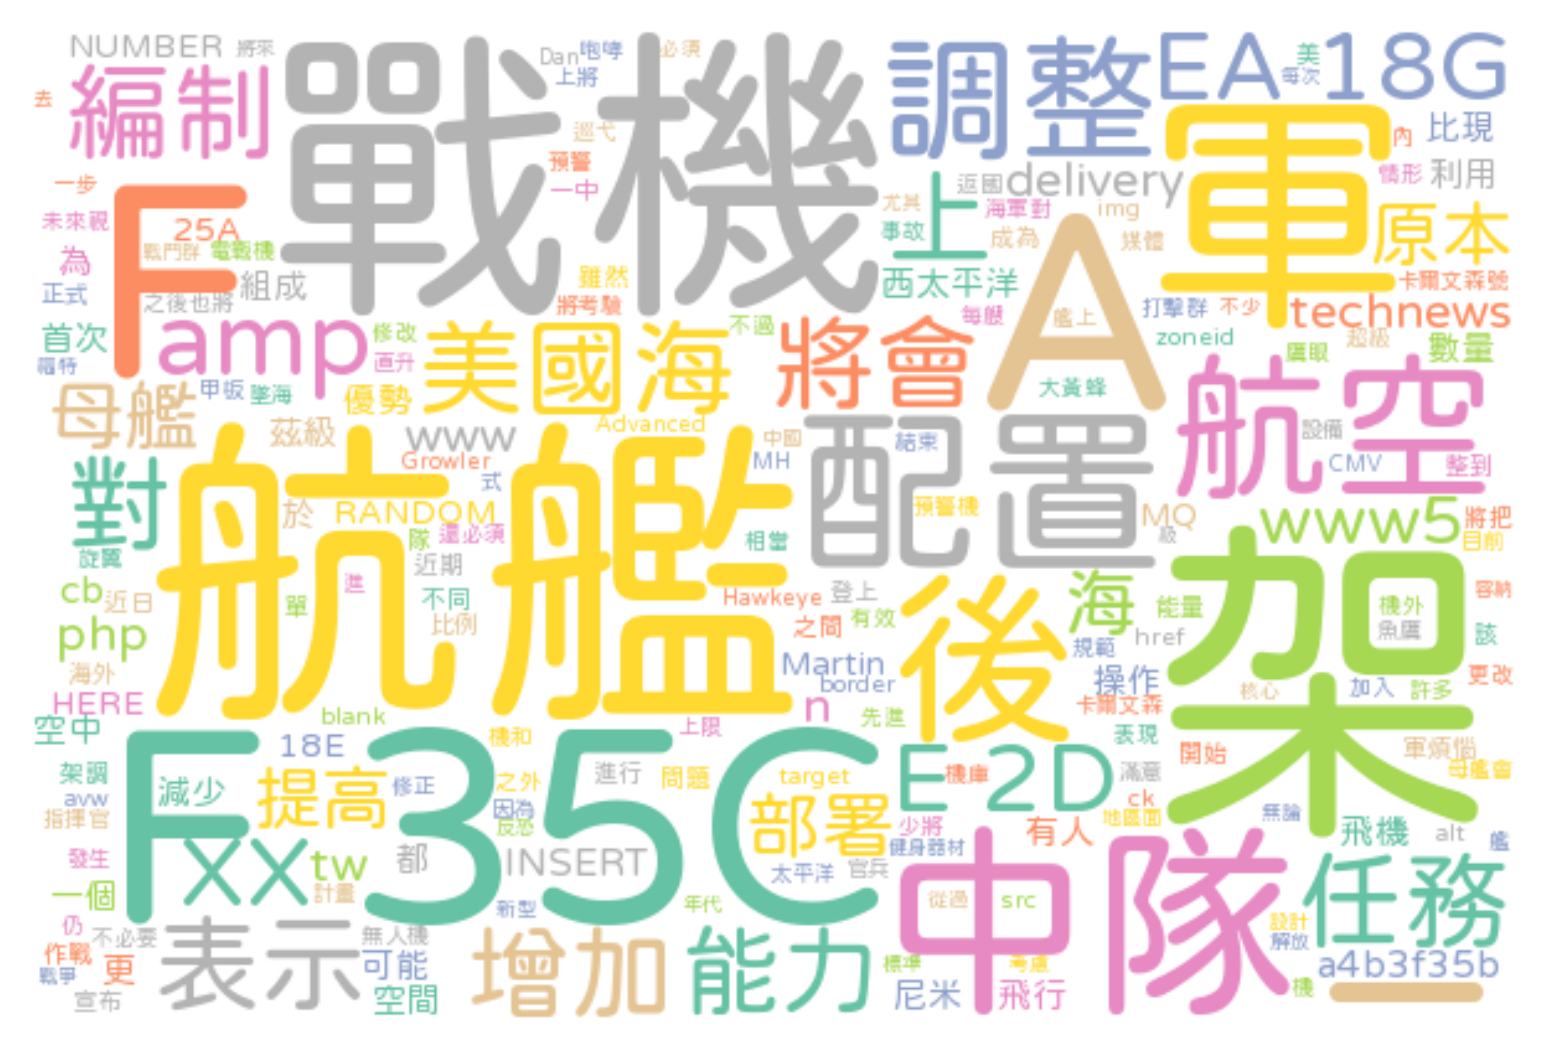 NUMBER 將來
編制
戰機
Dan 咆哮 必須
上將
調整
EA 18G
美
每次
去
巡弋
預警
一中
軍
內 比現
一步
F
25A
未來視
戰鬥群 電戰機
為
正式
之後也將 組成
雖然
將考驗
尤其
事故
上
返國 delivery
海軍對 img
成為 媒體
情形 利用
原本
西太平洋
A
卡爾文森號
首次
amp
修改
直升
福特
美國海
不過
將會
每艘
艦上
打擊群 不少 technews
zoneid
超級
鷹眼 數量
母艦
甲板 墜海
優勢
茲級
www
Growler
式
Advanced
中國
MH
大黃蜂
航空
結束
配置
設備
CMV 整到
對
旋翼
航艦
於 RANDOM
隊 還必須
近期
進
單
不同
比例
相當
預警機
MQ
級
www5 將把
目前
cb 近日
php
海外
HERE
空中
Hawkeye 登上
之間 有效
後
海 能量
規範
href
架
機外
魚鷹
容納
該
Martin
border
操作
卡爾文森
核心 加入 許多
更改
blank
n
上限
先進
表現
開始
軍煩惱
母艦會
架調
avw
指揮官
18E
F 35C
減少 提高
修正
機和
之外
因為
反恐
進行 問題
target
部署
E 2D
機庫
滿意
ck
少將
地區面
無論
飛機 alt 艦
發生
一個
xx tw
計畫
都 INSERT
新型
太平洋 官兵
健身器材
有人
年代
中隊
從過 src
任務
設計
解放
仍 不必要
作戰
戰爭 更
宣布
表示
無人機
可能
空間
增加
能力
標準
尼米
考慮
飛行
機
a4b3f35b
一